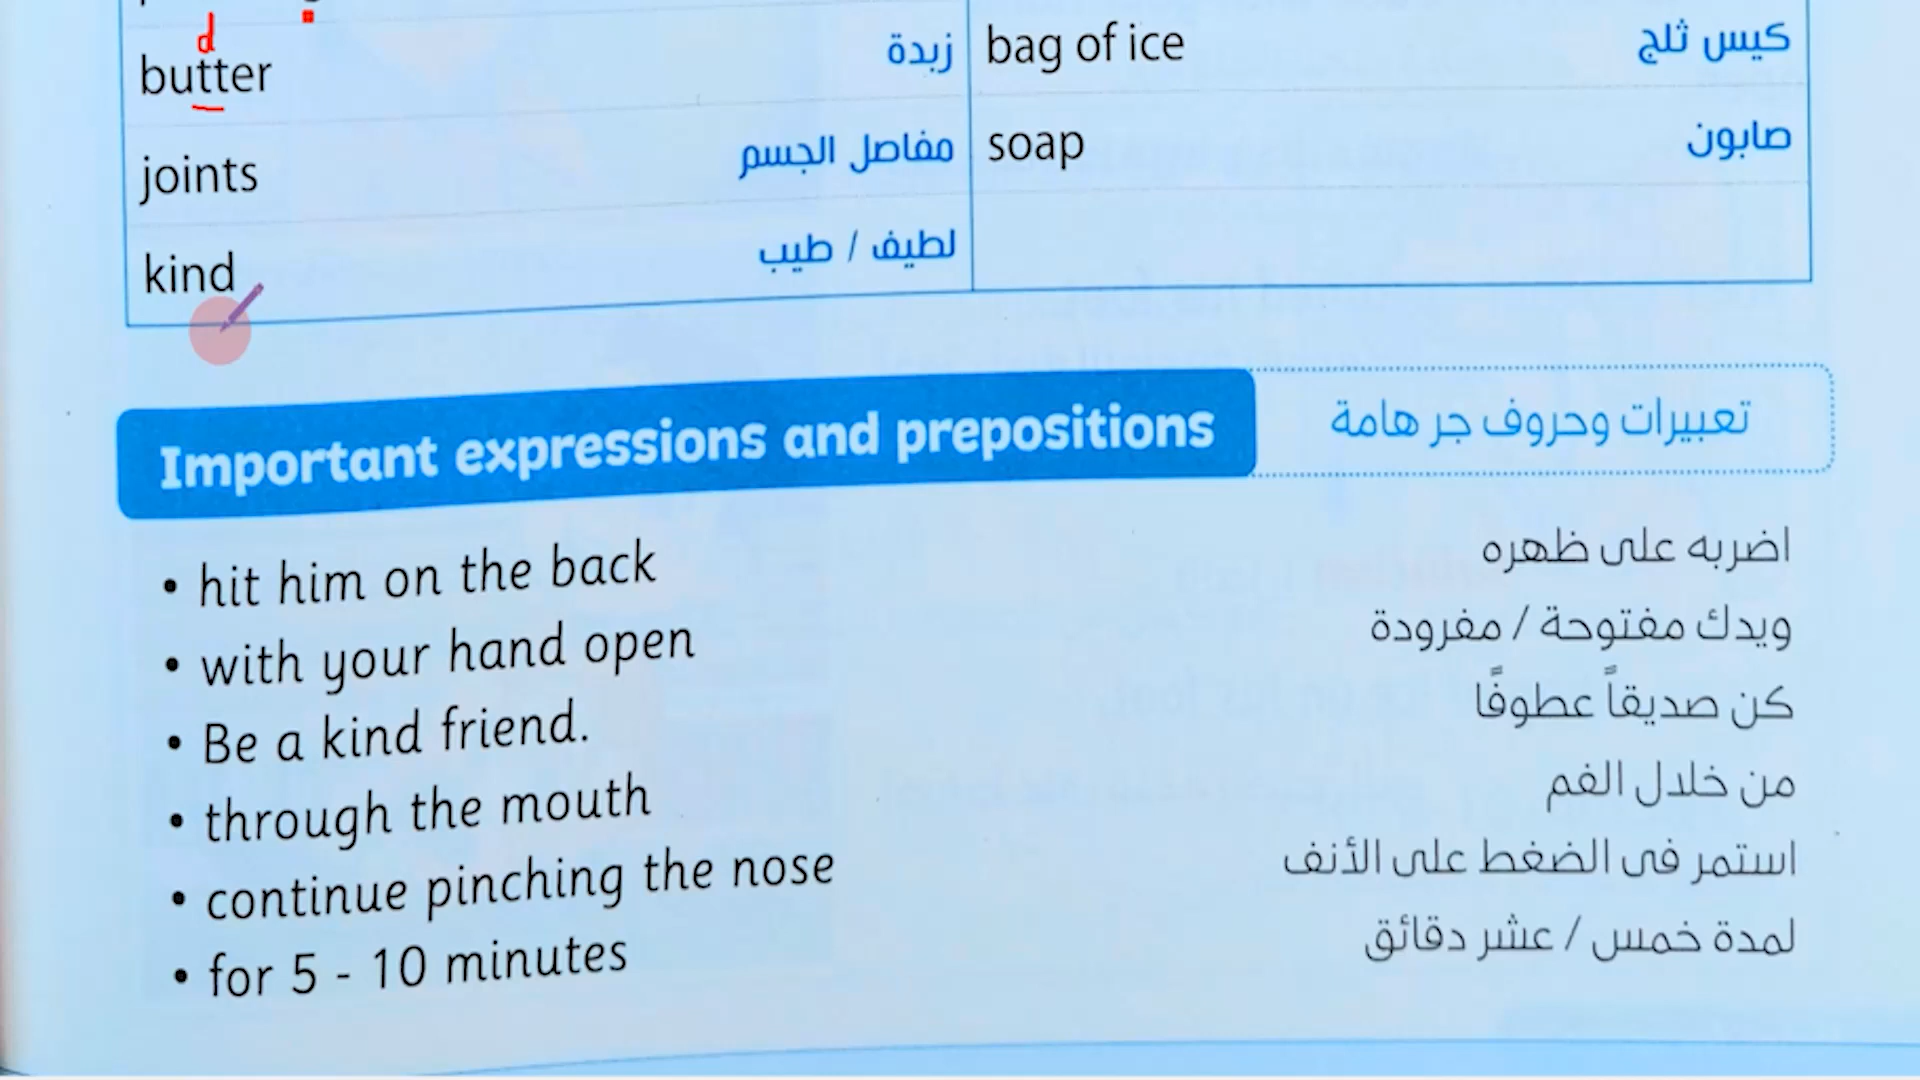 d
butter زبدة bag of ice كيس ثلج
joints مفاصل الجسم soap صابون
kind لطيف / طيب
Important expressions and prepositions تعبيرات وحروف جر هامة
• hit him on the back اضربه على ظهره
• with your hand open ويدك مفتوحة / مفرودة
• Be a kind friend. كن صديقاً عطوفًا
• through the mouth من خلال الفم
• continue pinching the nose استمر فى الضغط على الأنف
• for 5 - 10 minutes لمدة خمس / عشر دقائق